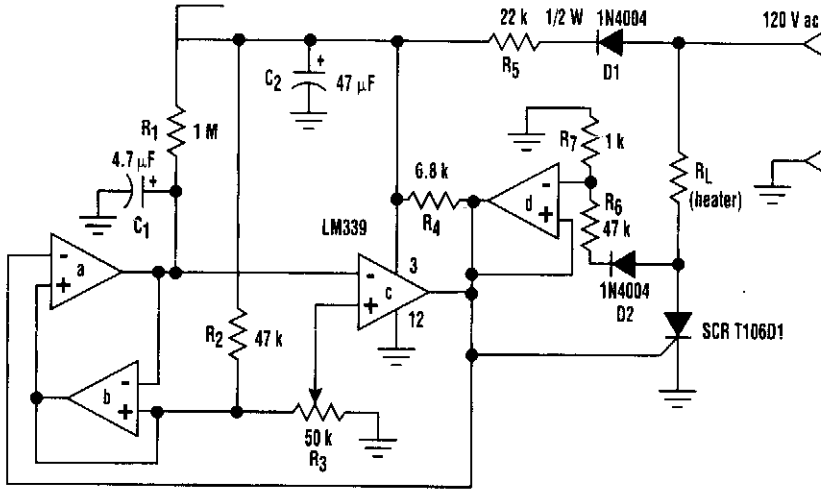 22 k 1/2 W 1N4004 120 V ac
R5 D1
C2 + 47 µF
R1 1 M
4.7 µF +
C1
R7 1 k
6.8 k
R4
- d +
R6 47 k
RL (heater)
LM339
- a +
- c +
3
12
1N4004
D2
SCR T106D1
R2 47 k
- b +
50 k
R3